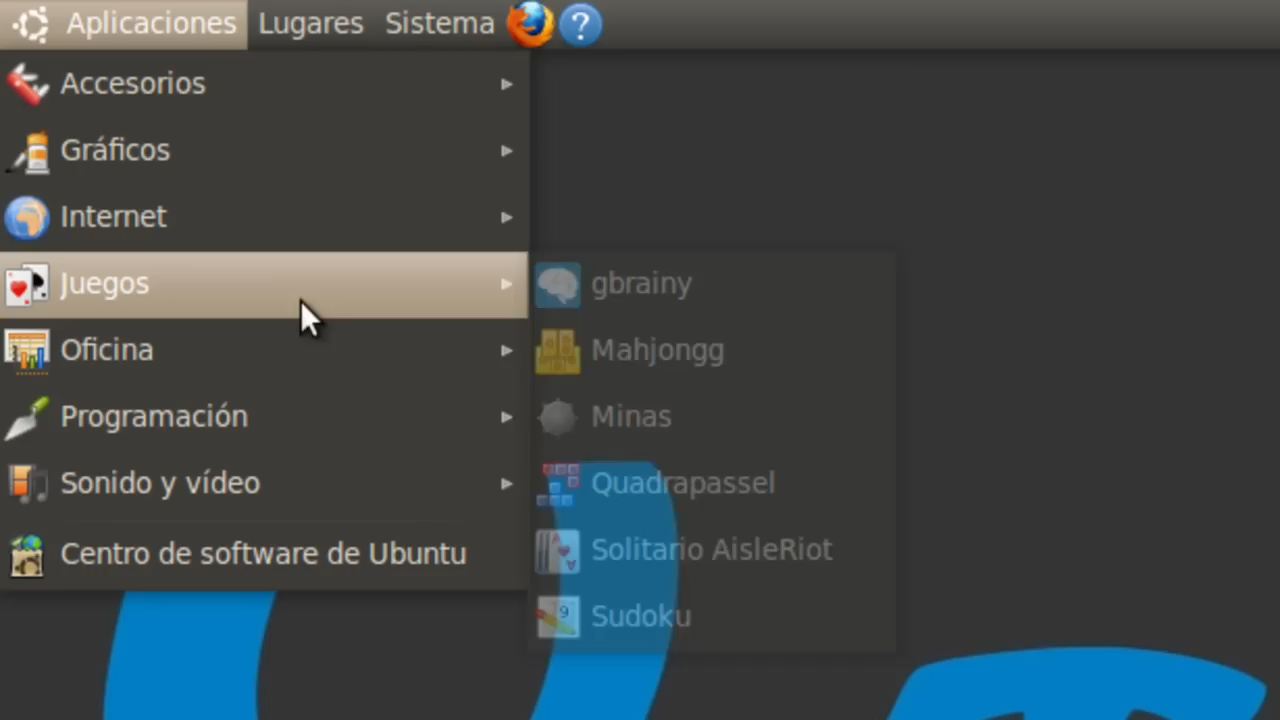 Aplicaciones Lugares Sistema ?
Accesorios
Gráficos
Internet
Juegos
Oficina
Programación
Sonido y vídeo
Centro de software de Ubuntu
gbrainy
Mahjongg
Minas
Quadrapassel
Solitario AisleRiot
Sudoku
9